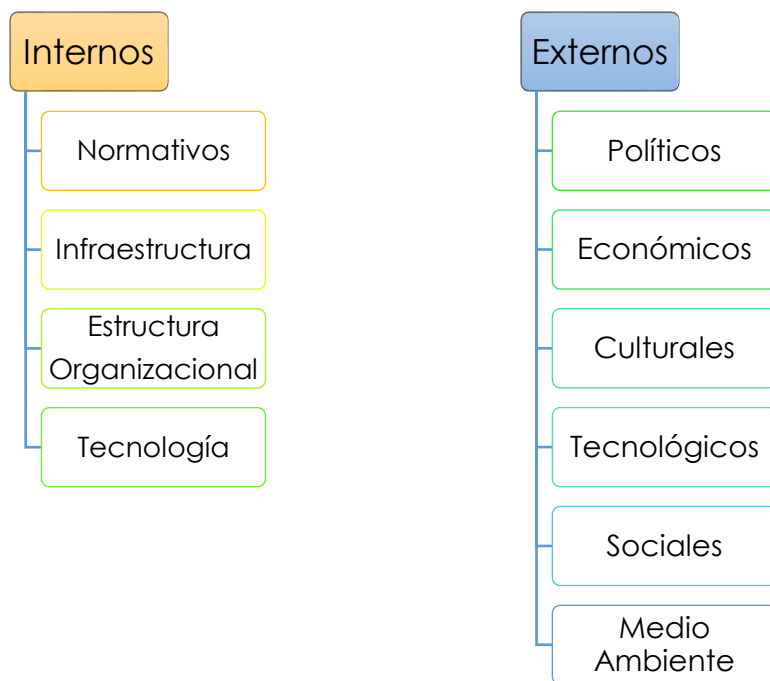 Internos
Normativos
Infraestructura
Estructura
Organizacional
Tecnología
Externos
Políticos
Económicos
Culturales
Tecnológicos
Sociales
Medio
Ambiente